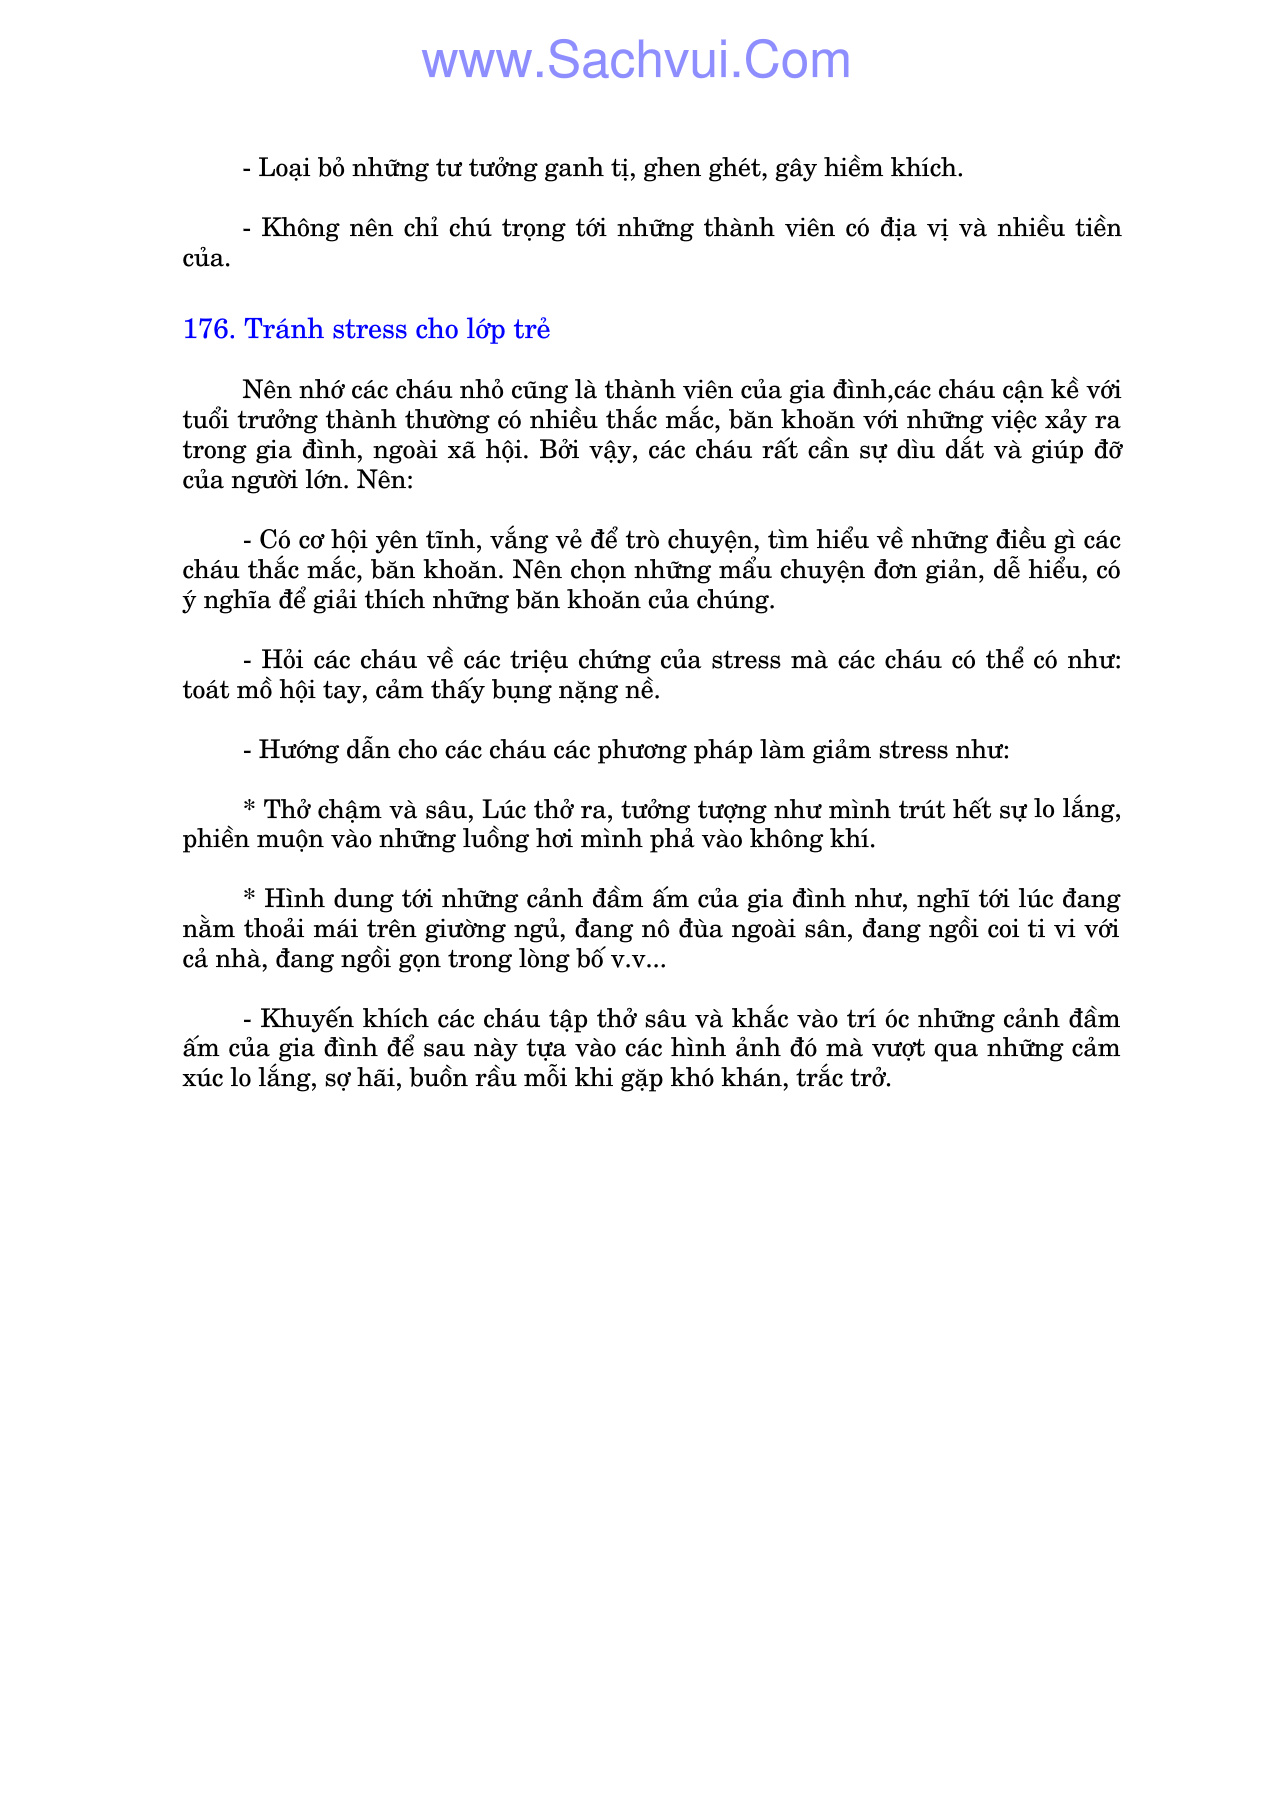 www.Sachvui.Com
- Loại bỏ những tư tưởng ganh tị, ghen ghét, gây hiềm khích.
- Không nên chỉ chú trọng tới những thành viên có địa vị và nhiều tiền
của.
176. Tránh stress cho lớp trẻ
Nên nhớ các cháu nhỏ cũng là thành viên của gia đình,các cháu cận kề với
tuổi trưởng thành thường có nhiều thắc mắc, băn khoăn với những việc xảy ra
trong gia đình, ngoài xã hội. Bởi vậy, các cháu rất cần sự dìu dắt và giúp đỡ
của người lớn. Nên:
- Có cơ hội yên tĩnh, vắng vẻ để trò chuyện, tìm hiểu về những điều gì các
cháu thắc mắc, băn khoăn. Nên chọn những mẩu chuyện đơn giản, dễ hiểu, có
ý nghĩa để giải thích những băn khoăn của chúng.
- Hỏi các cháu về các triệu chứng của stress mà các cháu có thể có như:
toát mồ hội tay, cảm thấy bụng nặng nề.
- Hướng dẫn cho các cháu các phương pháp làm giảm stress như:
* Thở chậm và sâu, Lúc thở ra, tưởng tượng như mình trút hết sự lo lắng,
phiền muộn vào những luồng hơi mình phả vào không khí.
* Hình dung tới những cảnh đầm ấm của gia đình như, nghĩ tới lúc đang
nằm thoải mái trên giường ngủ, đang nô đùa ngoài sân, đang ngồi coi ti vi với
cả nhà, đang ngồi gọn trong lòng bố v.v...
- Khuyến khích các cháu tập thở sâu và khắc vào trí óc những cảnh đầm
ấm của gia đình để sau này tựa vào các hình ảnh đó mà vượt qua những cảm
xúc lo lắng, sợ hãi, buồn rầu mỗi khi gặp khó khán, trắc trở.